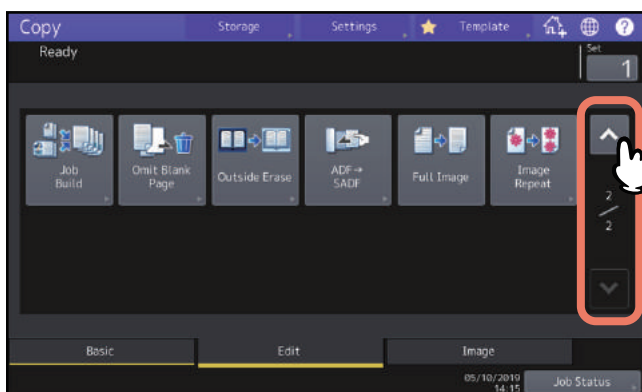 Copy
Storage
Settings
Template
?
Ready
Set
1
Job
Build
Omit Blank
Page
Outside Erase
ADF→
SADF
Full Image
Image
Repeat
2
2
Basic
Edit
Image
05/10/2019
14:15
Job Status